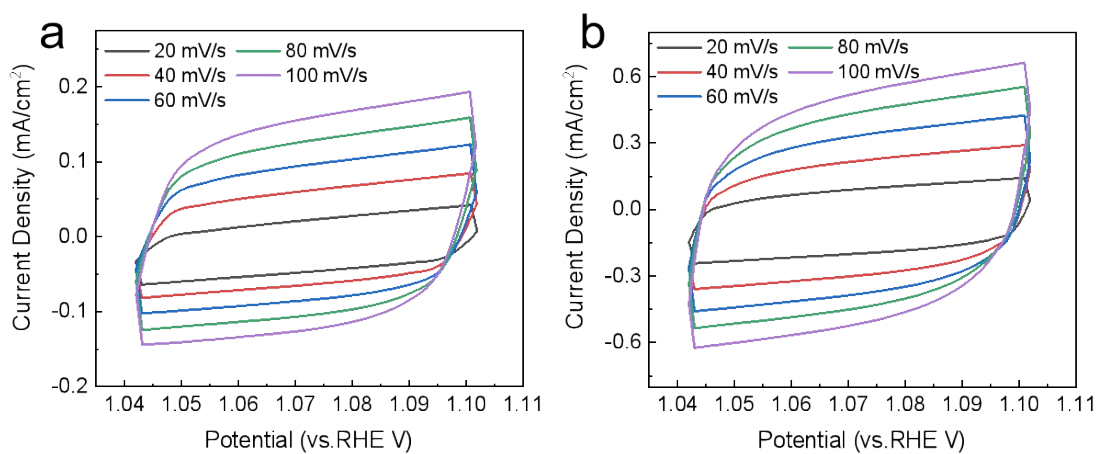 a
20 mV/s 80 mV/s
40 mV/s 100 mV/s
60 mV/s
0.2
0.1
0.0
-0.1
-0.2
Current Density (mA/cm²)
1.04 1.05 1.06 1.07 1.08 1.09 1.10 1.11
Potential (vs.RHE V)
b
20 mV/s 80 mV/s
40 mV/s 100 mV/s
60 mV/s
0.6
0.3
0.0
-0.3
-0.6
Current Density (mA/cm²)
1.04 1.05 1.06 1.07 1.08 1.09 1.10 1.11
Potential (vs.RHE V)